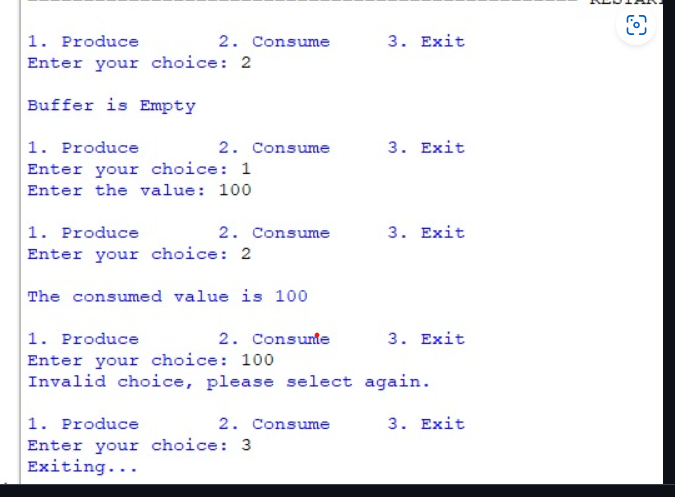 1. Produce 2. Consume 3. Exit
Enter your choice: 2
Buffer is Empty
1. Produce 2. Consume 3. Exit
Enter your choice: 1
Enter the value: 100
1. Produce 2. Consume 3. Exit
Enter your choice: 2
The consumed value is 100
1. Produce 2. Consume 3. Exit
Enter your choice: 100
Invalid choice, please select again.
1. Produce 2. Consume 3. Exit
Enter your choice: 3
Exiting...